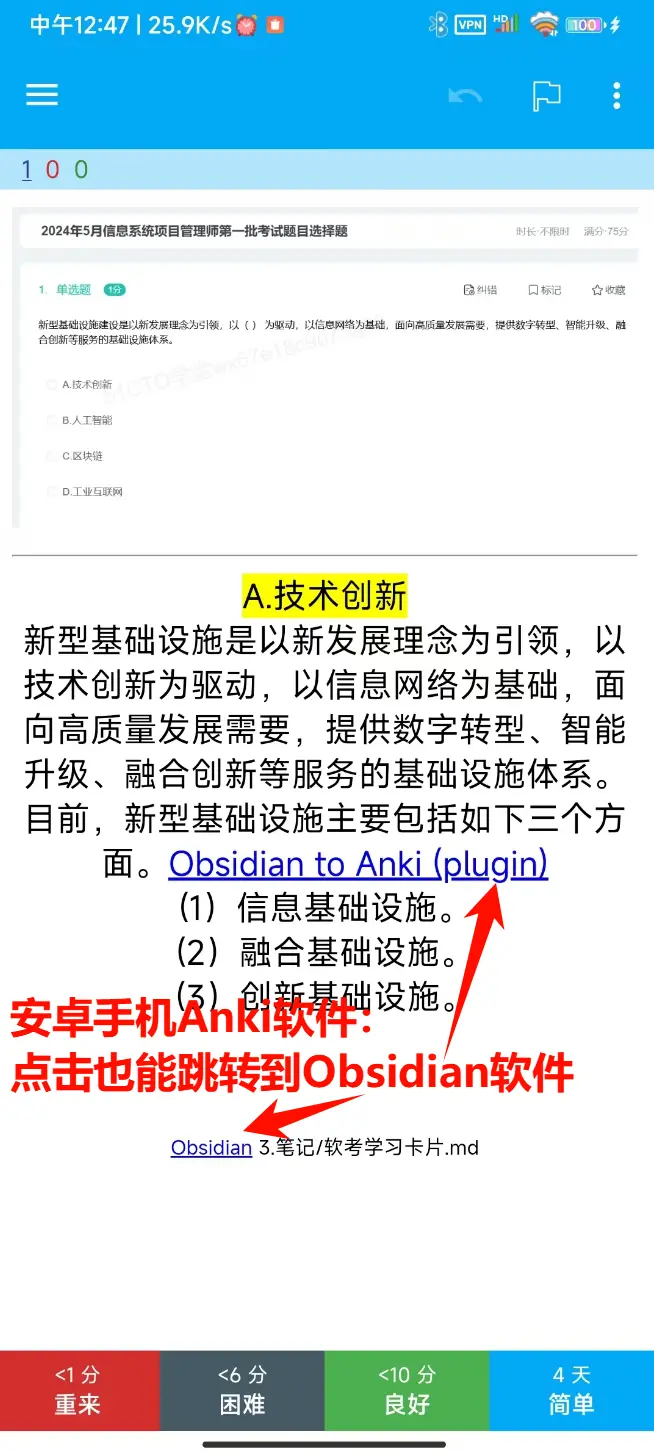 中午12:47 | 25.9K/s
VPN HD 100
1 0 0
2024年5月信息系统项目管理师第一批考试题目选择题 时长·不限时 满分·75分
1. 单选题 1分 纠错 标记 收藏
新型基础设施建设是以新发展理念为引领，以（ ）为驱动，以信息网络为基础，面向高质量发展需要，提供数字转型、智能升级、融
合创新等服务的基础设施体系。
A.技术创新
B.人工智能
C.区块链
D.工业互联网
A.技术创新
新型基础设施是以新发展理念为引领，以
技术创新为驱动，以信息网络为基础，面
向高质量发展需要，提供数字转型、智能
升级、融合创新等服务的基础设施体系。
目前，新型基础设施主要包括如下三个方
面。Obsidian to Anki (plugin)
（1）信息基础设施。
（2）融合基础设施。
（3）创新基础设施。
安卓手机Anki软件：
点击也能跳转到Obsidian软件
Obsidian 3.笔记/软考学习卡片.md
<1 分 <6 分 <10 分 4 天
重来 困难 良好 简单